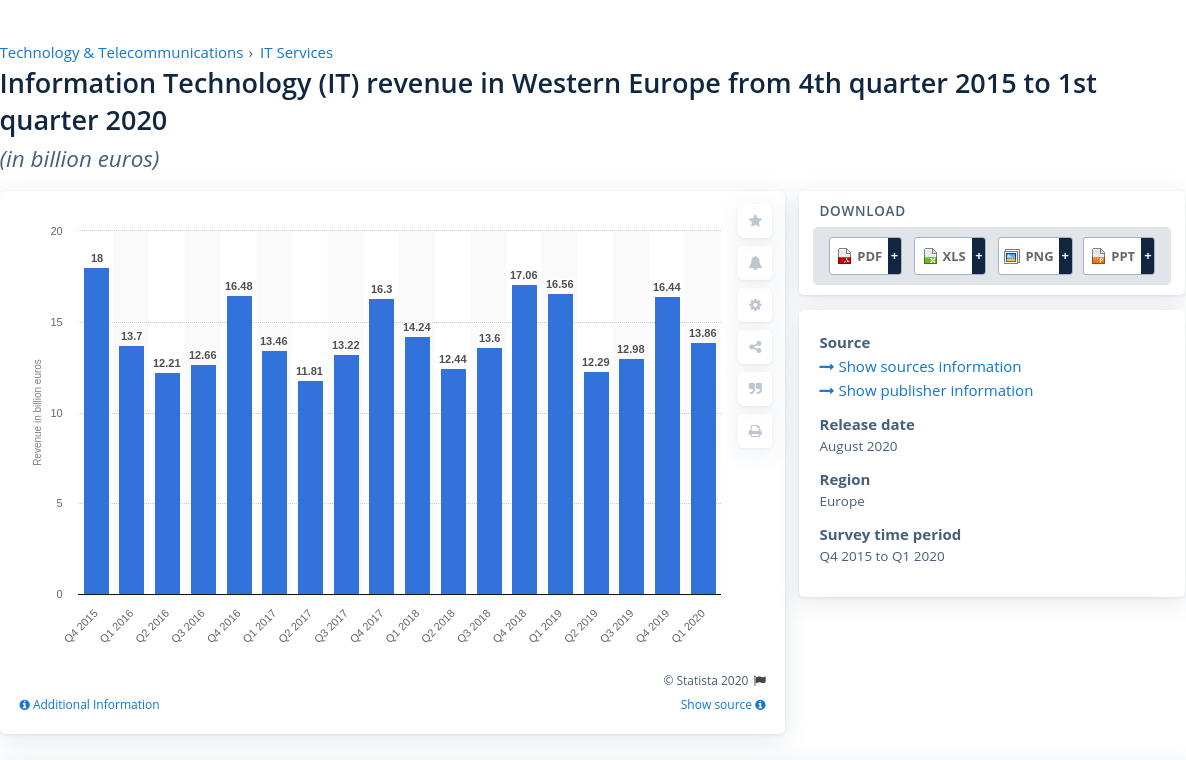 Technology & Telecommunications › IT Services
Information Technology (IT) revenue in Western Europe from 4th quarter 2015 to 1st
quarter 2020
(in billion euros)
Revenue in billion euros
20
15
10
5
0
18
13.7
12.21
12.66
16.48
13.46
11.81
13.22
16.3
14.24
12.44
13.6
17.06
16.56
12.29
12.98
16.44
13.86
Q4 2015
Q1 2016
Q2 2016
Q3 2016
Q4 2016
Q1 2017
Q2 2017
Q3 2017
Q4 2017
Q1 2018
Q2 2018
Q3 2018
Q4 2018
Q1 2019
Q2 2019
Q3 2019
Q4 2019
Q1 2020
© Statista 2020
Additional Information
Show source
DOWNLOAD
PDF + XLS + PNG + PPT +
Source
Show sources information
Show publisher information
Release date
August 2020
Region
Europe
Survey time period
Q4 2015 to Q1 2020